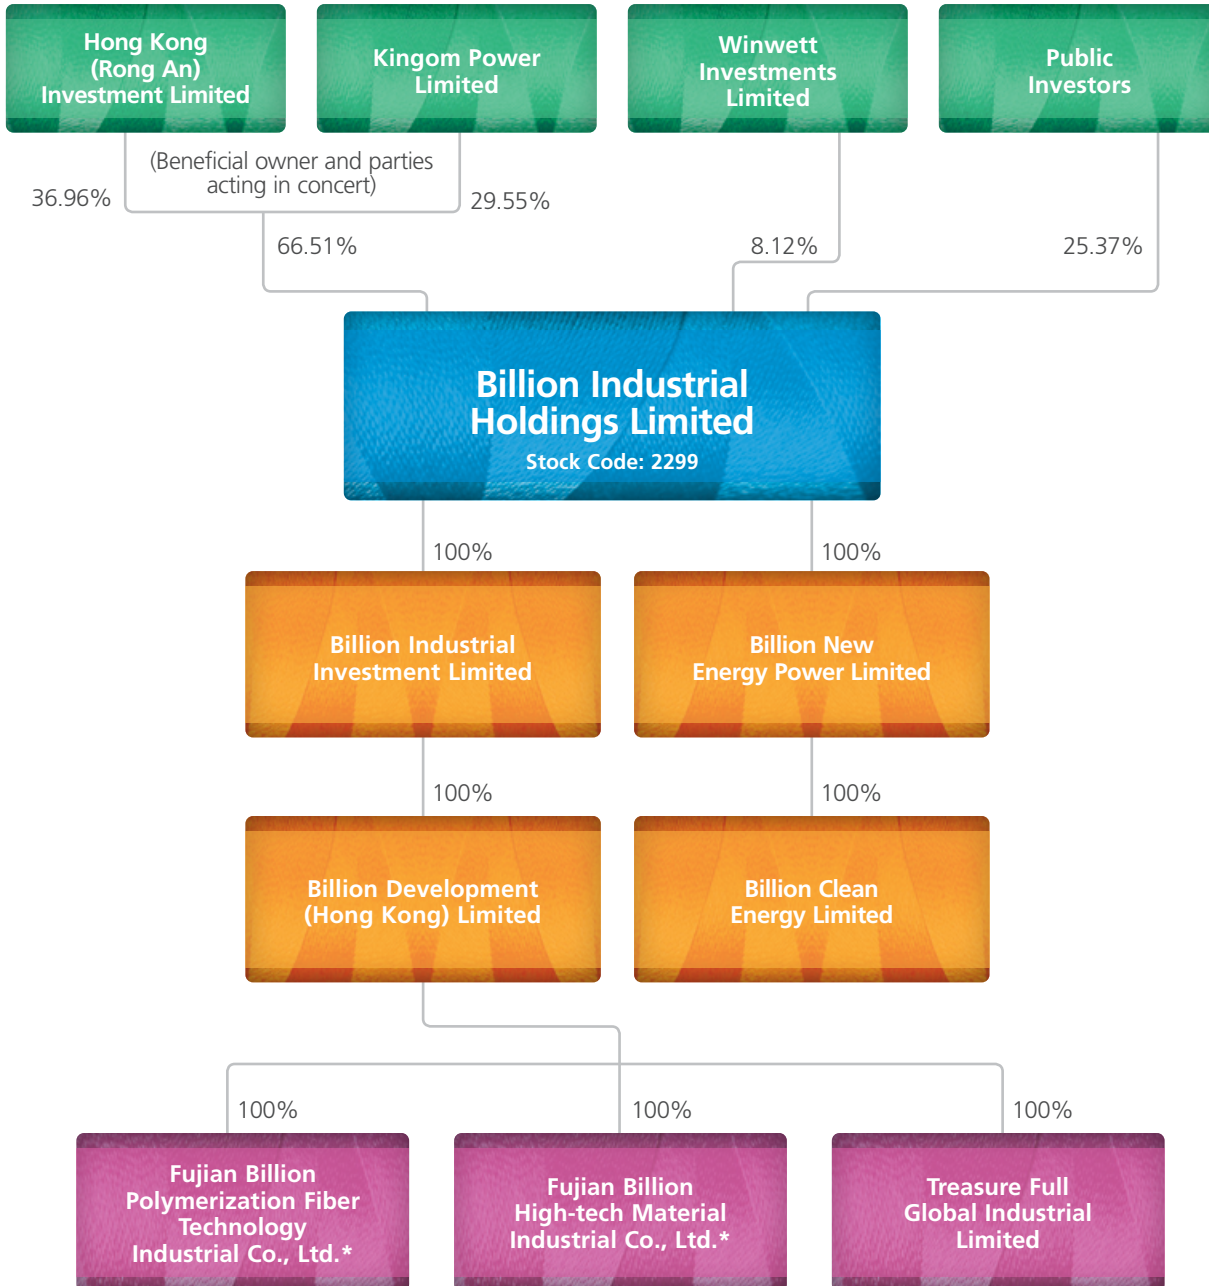 Hong Kong
(Rong An)
Investment Limited
Kingom Power
Limited
Winwett
Investments
Limited
Public
Investors
(Beneficial owner and parties
acting in concert)
36.96%
29.55%
66.51%
8.12%
25.37%
Billion Industrial
Holdings Limited
Stock Code: 2299
100%
100%
Billion Industrial
Investment Limited
Billion New
Energy Power Limited
100%
100%
Billion Development
(Hong Kong) Limited
Billion Clean
Energy Limited
100%
100%
100%
Fujian Billion
Polymerization Fiber
Technology
Industrial Co., Ltd.*
Fujian Billion
High-tech Material
Industrial Co., Ltd.*
Treasure Full
Global Industrial
Limited